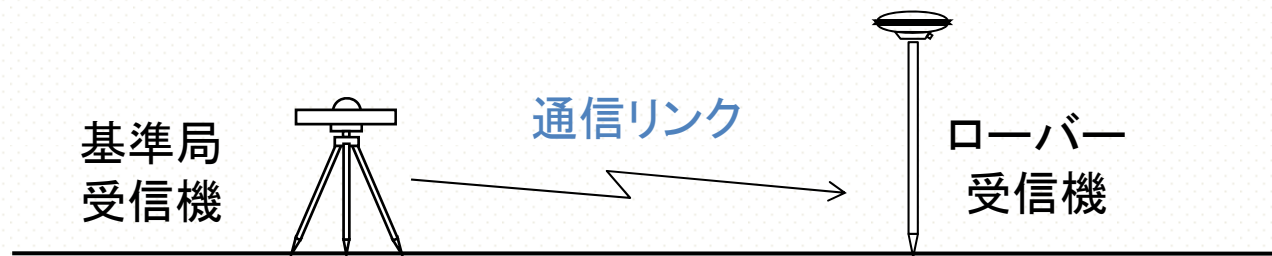 基準局
受信機
通信リンク
ローバー
受信機